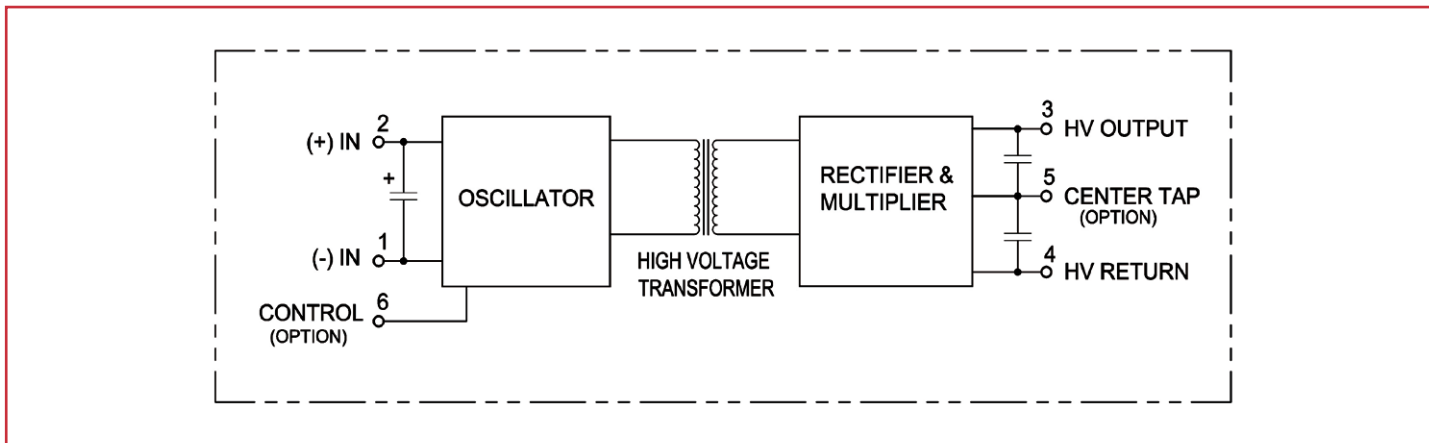 2
(+) IN
+
1
(-) IN
6
CONTROL
(OPTION)
OSCILLATOR
HIGH VOLTAGE
TRANSFORMER
RECTIFIER &
MULTIPLIER
3
HV OUTPUT
5
CENTER TAP
(OPTION)
4
HV RETURN